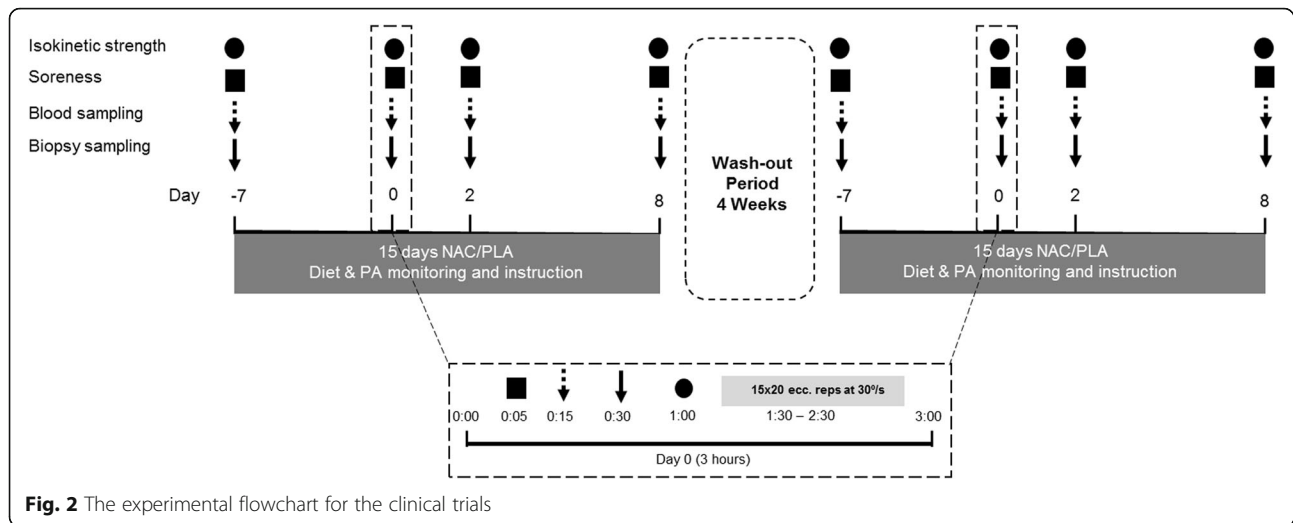 Isokinetic strength
Soreness
Blood sampling
Biopsy sampling
Day -7 0 2 8 -7 0 2 8
Wash-out
Period
4 Weeks
15 days NAC/PLA
Diet & PA monitoring and instruction
15 days NAC/PLA
Diet & PA monitoring and instruction
15x20 ecc. reps at 30º/s
0:00 0:05 0:15 0:30 1:00 1:30 – 2:30 3:00
Day 0 (3 hours)
Fig. 2 The experimental flowchart for the clinical trials